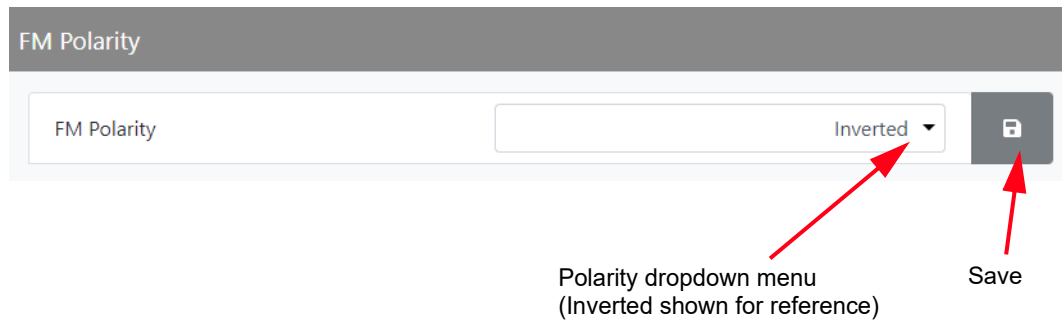 FM Polarity
FM Polarity
Inverted
Polarity dropdown menu
(Inverted shown for reference)
Save